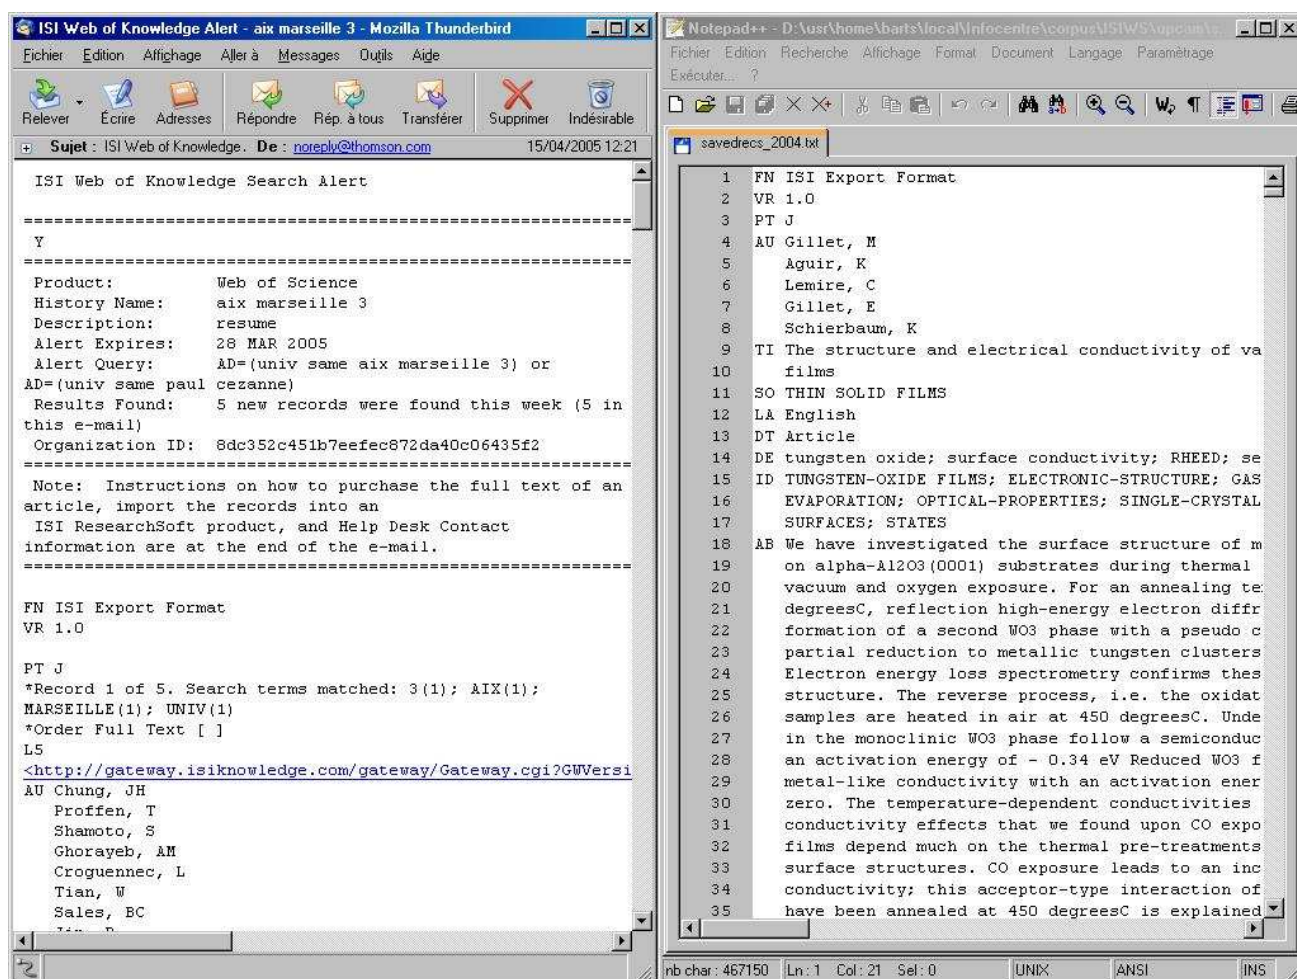 ISI Web of Knowledge Alert - aix marseille 3 - Mozilla Thunderbird
Fichier Edition Affichage Aller à Messages Outils Aide
Relever Écrire Adresses Répondre Rép. à tous Transférer Supprimer Indésirable
Sujet : ISI Web of Knowledge. De : noreply@thomson.com 15/04/2005 12:21
ISI Web of Knowledge Search Alert
================================================================
Y
================================================================
Product: Web of Science
History Name: aix marseille 3
Description: resume
Alert Expires: 28 MAR 2005
Alert Query: AD=(univ same aix marseille 3) or
AD=(univ same paul cezanne)
Results Found: 5 new records were found this week (5 in
this e-mail)
Organization ID: 8dc352c451b7eefec872da40c06435f2
================================================================
Note: Instructions on how to purchase the full text of an
article, import the records into an
ISI ResearchSoft product, and Help Desk Contact
information are at the end of the e-mail.
================================================================
FN ISI Export Format
VR 1.0
PT J
*Record 1 of 5. Search terms matched: 3(1); AIX(1);
MARSEILLE(1); UNIV(1)
*Order Full Text [ ]
L5
<http://gateway.isiknowledge.com/gateway/Gateway.cgi?GWVersi
AU Chung, JH
Proffen, T
Shamoto, S
Ghorayeb, AM
Croguennec, L
Tian, W
Sales, BC
Notepad++ - D:\usr\home\barts\local\Infocentre\corpus\ISIWS\upcam\s
Fichier Edition Recherche Affichage Format Document Langage Paramètrage
Exécuter... ?
savedrecs_2004.txt
1 FN ISI Export Format
2 VR 1.0
3 PT J
4 AU Gillet, M
5 Aguir, K
6 Lemire, C
7 Gillet, E
8 Schierbaum, K
9 TI The structure and electrical conductivity of va
10 films
11 SO THIN SOLID FILMS
12 LA English
13 DT Article
14 DE tungsten oxide; surface conductivity; RHEED; se
15 ID TUNGSTEN-OXIDE FILMS; ELECTRONIC-STRUCTURE; GAS
16 EVAPORATION; OPTICAL-PROPERTIES; SINGLE-CRYSTAL
17 SURFACES; STATES
18 AB We have investigated the surface structure of m
19 on alpha-Al2O3(0001) substrates during thermal
20 vacuum and oxygen exposure. For an annealing te
21 degreesC, reflection high-energy electron diffr
22 formation of a second WO3 phase with a pseudo c
23 partial reduction to metallic tungsten clusters
24 Electron energy loss spectrometry confirms thes
25 structure. The reverse process, i.e. the oxidat
26 samples are heated in air at 450 degreesC. Unde
27 in the monoclinic WO3 phase follow a semiconduc
28 an activation energy of - 0.34 eV Reduced WO3 f
29 metal-like conductivity with an activation ener
30 zero. The temperature-dependent conductivities
31 conductivity effects that we found upon CO expo
32 films depend much on the thermal pre-treatments
33 surface structures. CO exposure leads to an inc
34 conductivity; this acceptor-type interaction of
35 have been annealed at 450 degreesC is explained
nb char : 467150 Ln : 1 Col : 21 Sel : 0 UNIX ANSI INS